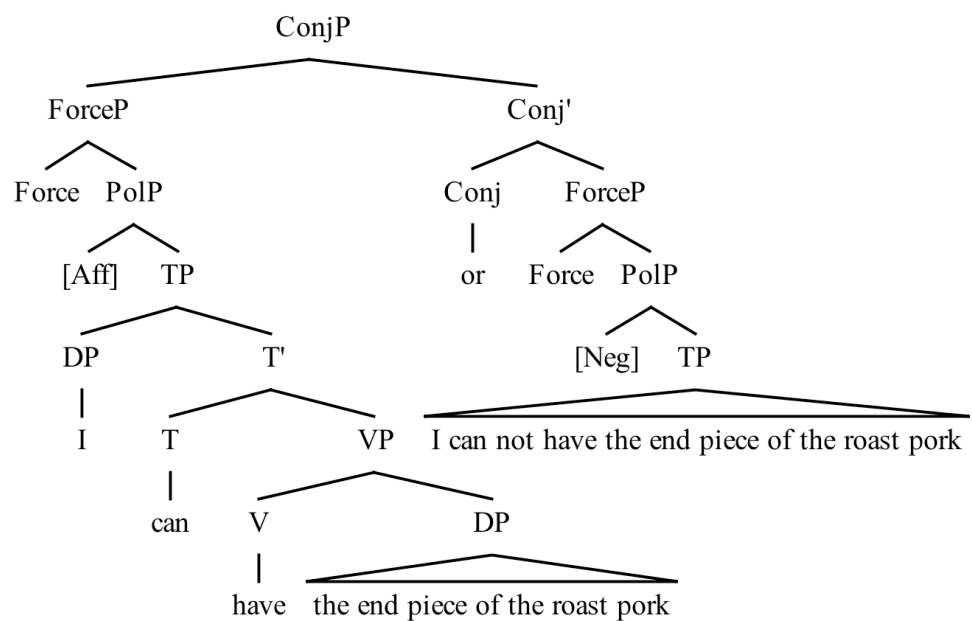 ConjP
ForceP Conj'
Force PolP Conj ForceP
[Aff] TP or Force PolP
DP T' [Neg] TP
I T VP I can not have the end piece of the roast pork
can V DP
have the end piece of the roast pork